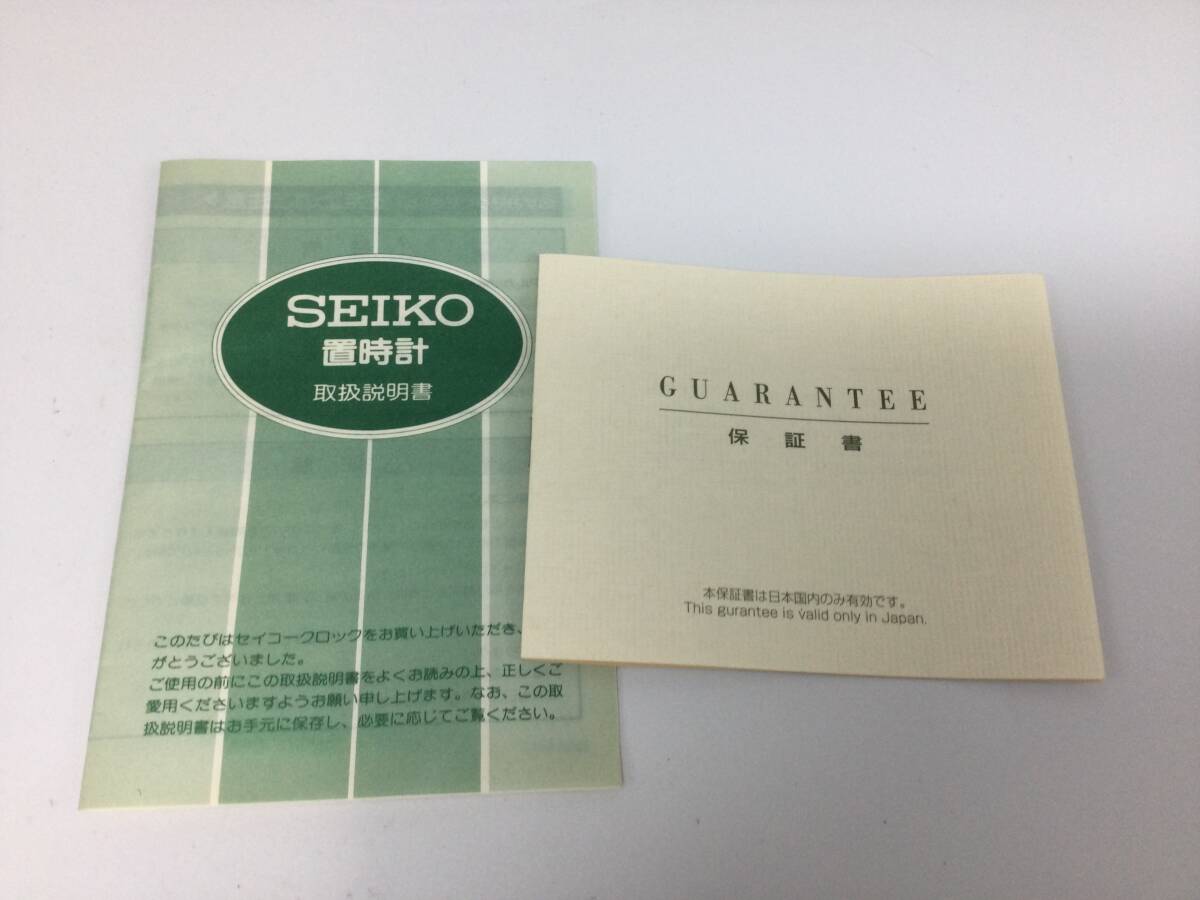 SEIKO
置時計
取扱説明書
このたびはセイコークロックをお買い上げいただき、
がとうございました。
ご使用の前にこの取扱説明書をよくお読みの上、正しくご
愛用くださいますようお願い申し上げます。なお、この取
扱説明書はお手元に保存し、必要に応じてご覧ください。
GUARANTEE
保証書
本保証書は日本国内のみ有効です。
This gurantee is valid only in Japan.